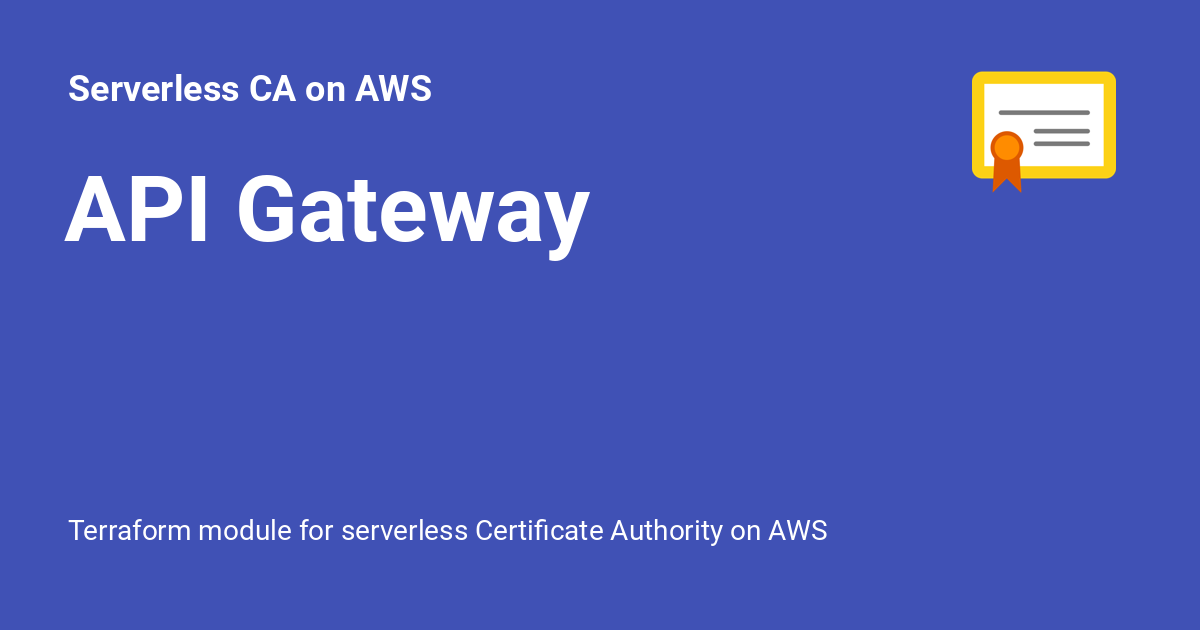 Serverless CA on AWS
API Gateway
Terraform module for serverless Certificate Authority on AWS